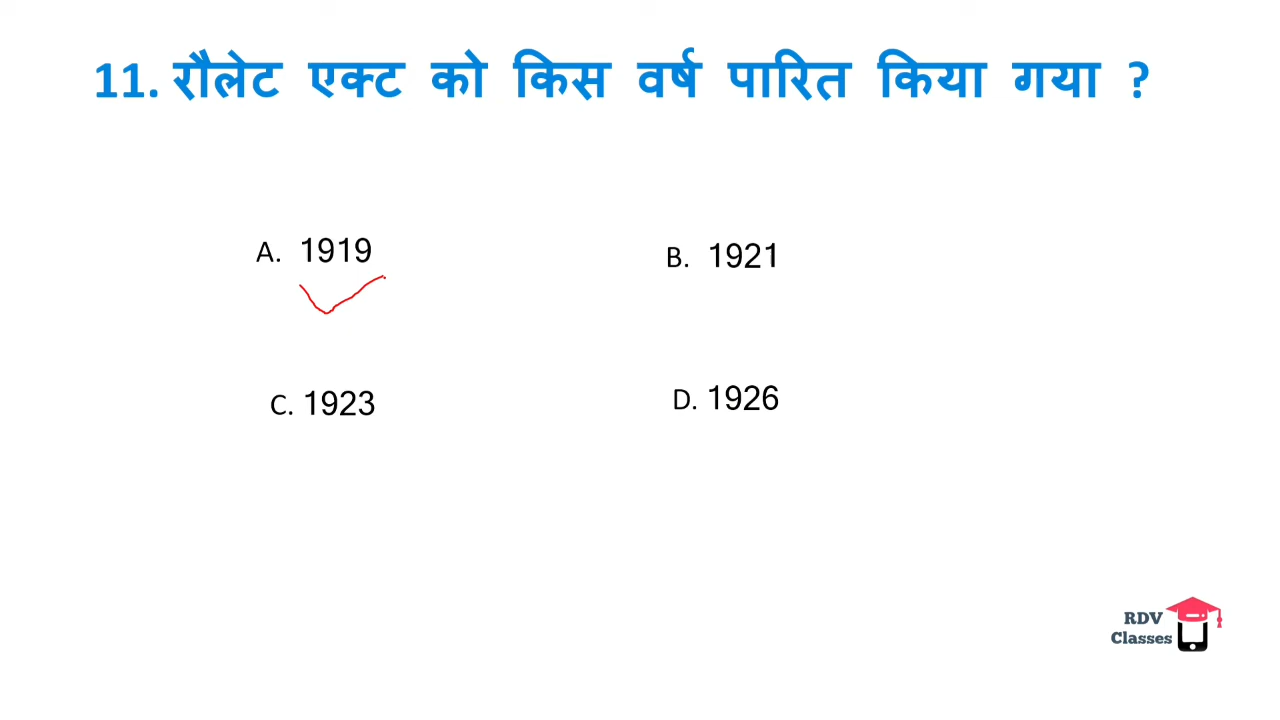 11. रौलेट एक्ट को किस वर्ष पारित किया गया ?
A. 1919
B. 1921
C. 1923
D. 1926
RDV
Classes